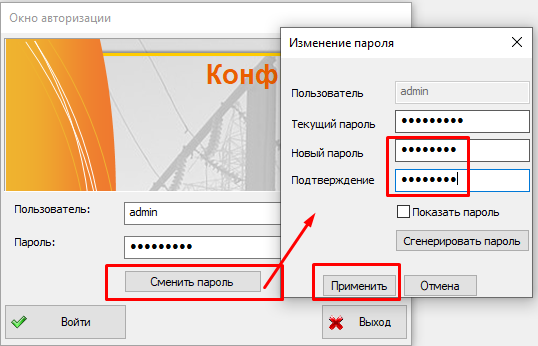 Окно авторизации
Конф
Пользователь:
admin
Пароль:
•••••••••
Сменить пароль
Войти
Выход
Изменение пароля
Пользователь
admin
Текущий пароль
•••••••••
Новый пароль
••••••••
Подтверждение
••••••••
Показать пароль
Сгенерировать пароль
Применить
Отмена